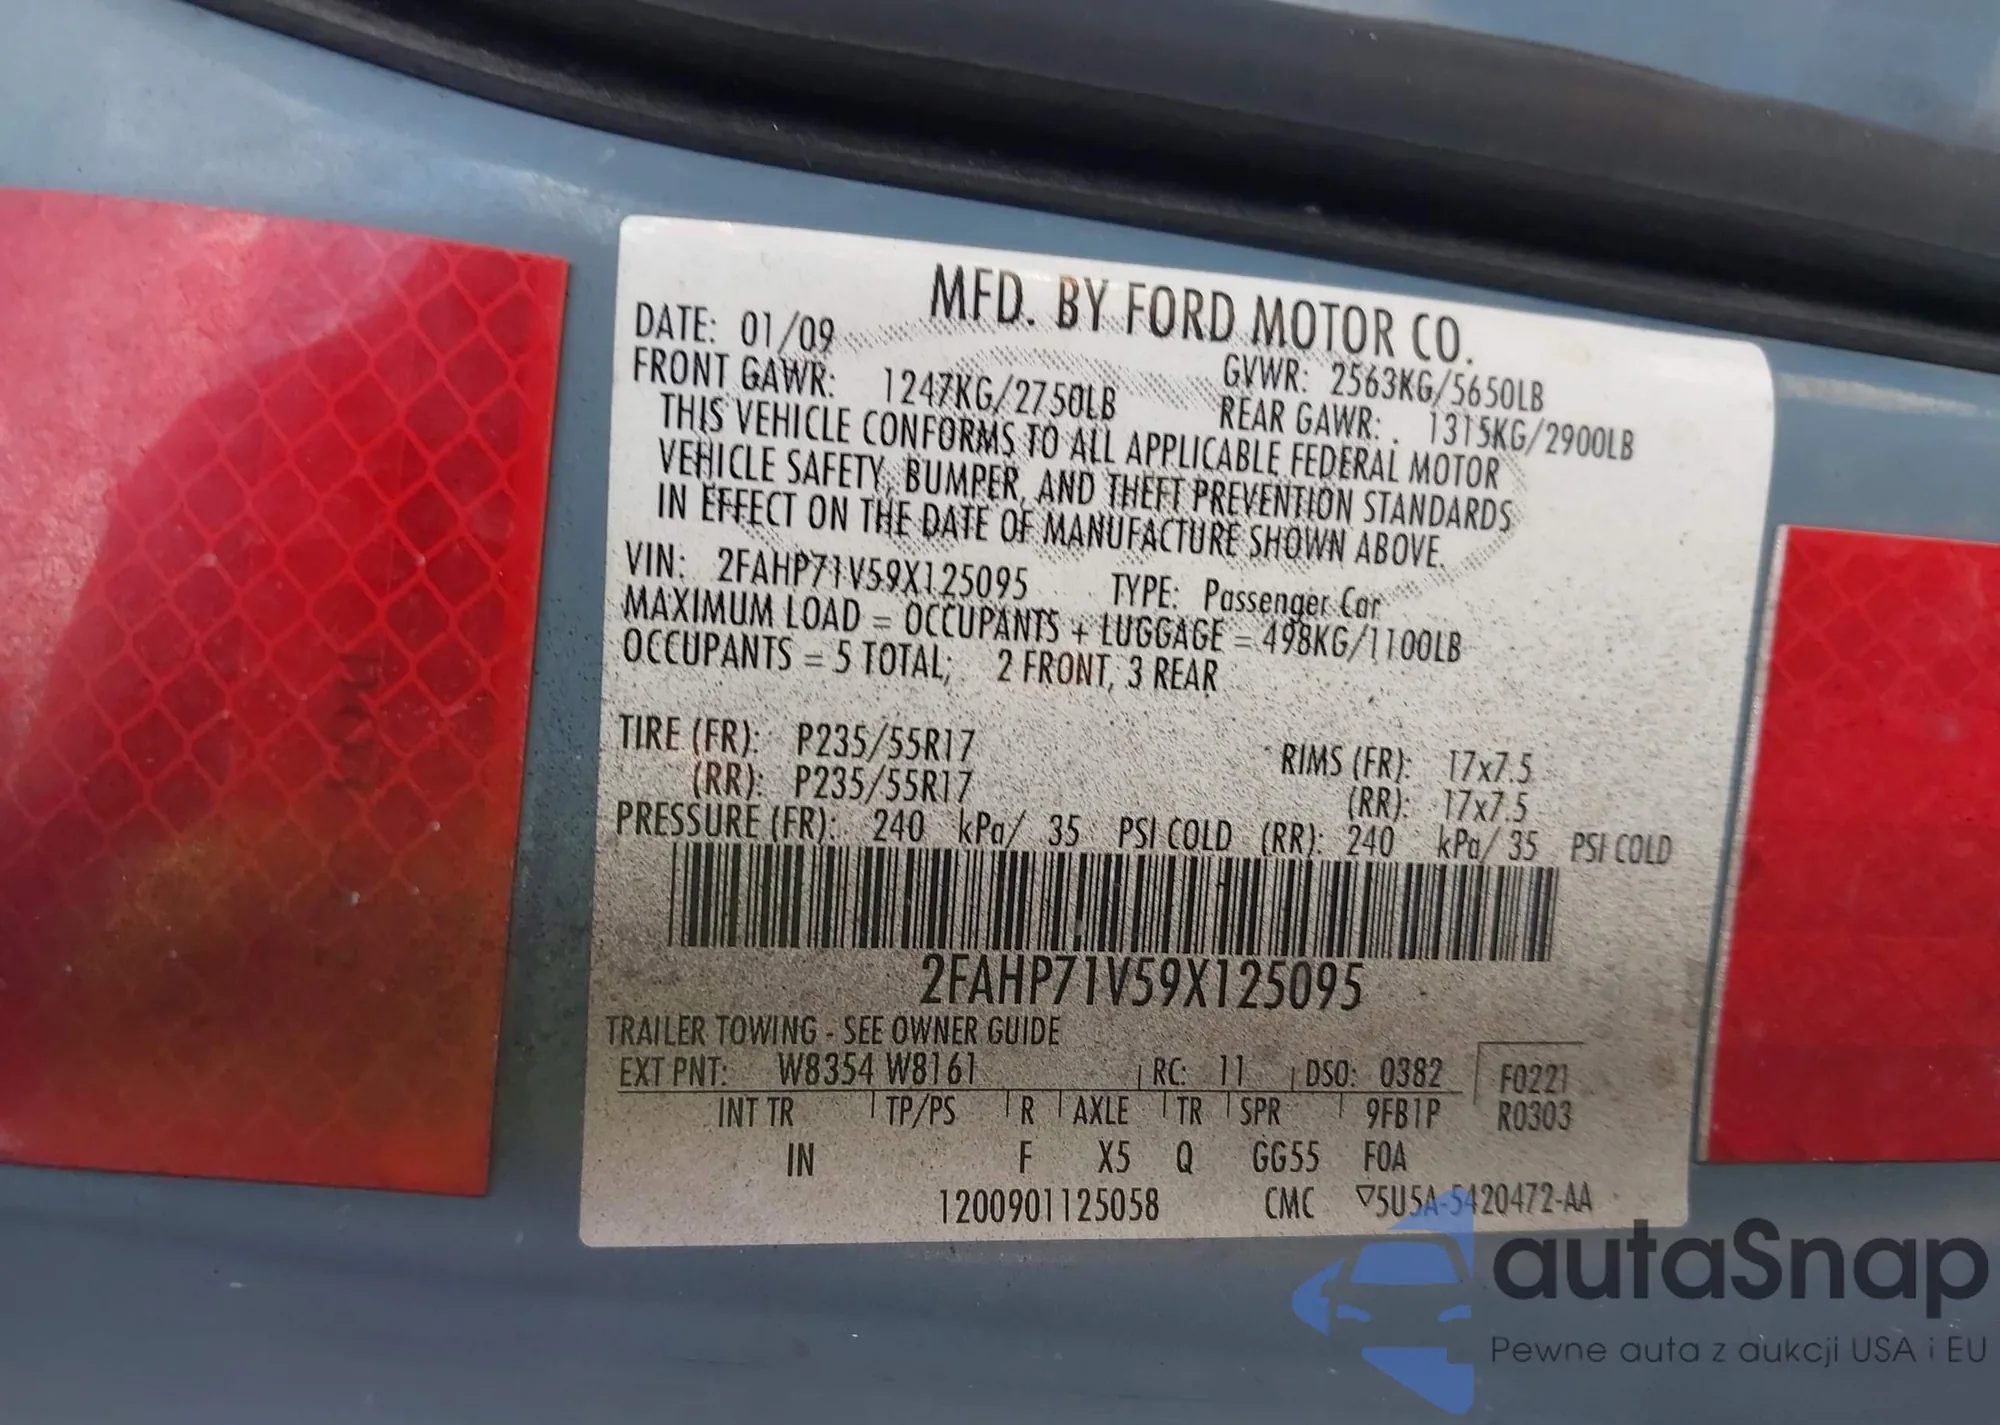 MFD. BY FORD MOTOR CO.
DATE: 01/09 GVWR: 2563KG/5650LB
FRONT GAWR: 1247KG/2750LB REAR GAWR: 1315KG/2900LB
THIS VEHICLE CONFORMS TO ALL APPLICABLE FEDERAL MOTOR
VEHICLE SAFETY, BUMPER, AND THEFT PREVENTION STANDARDS
IN EFFECT ON THE DATE OF MANUFACTURE SHOWN ABOVE.
VIN: 2FAHP71V59X125095 TYPE: Passenger Car
MAXIMUM LOAD = OCCUPANTS + LUGGAGE = 498KG/1100LB
OCCUPANTS = 5 TOTAL; 2 FRONT, 3 REAR
TIRE (FR): P235/55R17 RIMS (FR): 17x7.5
(RR): P235/55R17 (RR): 17x7.5
PRESSURE (FR): 240 kPa/ 35 PSI COLD (RR): 240 kPa/ 35 PSI COLD
2FAHP71V59X125095
TRAILER TOWING - SEE OWNER GUIDE
EXT PNT: W8354 W8161 RC: 11 DSO: 0382 F0221
INT TR TP/PS R AXLE TR SPR 9FB1P R0303
IN F X5 Q GG55 FOA
1200901125058 CMC ▽5U5A-5420472-AA
autaSnap
Pewne auta z aukcji USA i EU